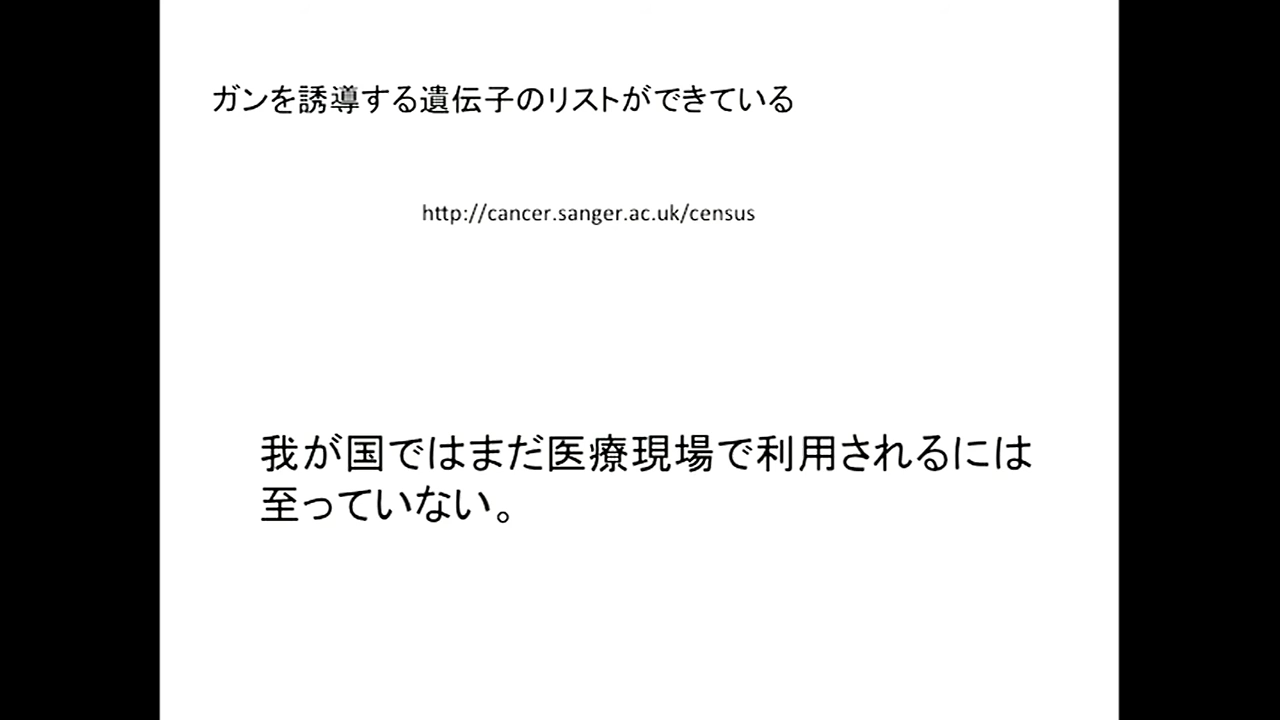 ガンを誘導する遺伝子のリストができている
http://cancer.sanger.ac.uk/census
我が国ではまだ医療現場で利用されるには
至っていない。